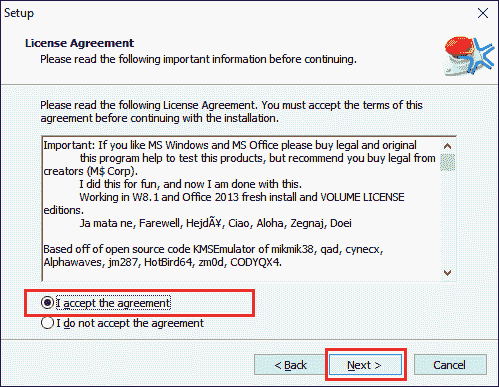 Setup
License Agreement
Please read the following important information before continuing.
Please read the following License Agreement. You must accept the terms of this
agreement before continuing with the installation.
Important: If you like MS Windows and MS Office please buy legal and original
this program help to test this products, but recommend you buy legal from
creators (M$ Corp).
I did this for fun, and now I am done with this.
Working in W8.1 and Office 2013 fresh install and VOLUME LICENSE
editions.
Ja mata ne, Farewell, HejdÃ¥, Ciao, Aloha, Zegnaj, Doei
Based off of open source code KMSEmulator of mikmik38, qad, cynecx,
Alphawaves, jm287, HotBird64, zm0d, CODYQX4.
I accept the agreement
I do not accept the agreement
< Back
Next >
Cancel